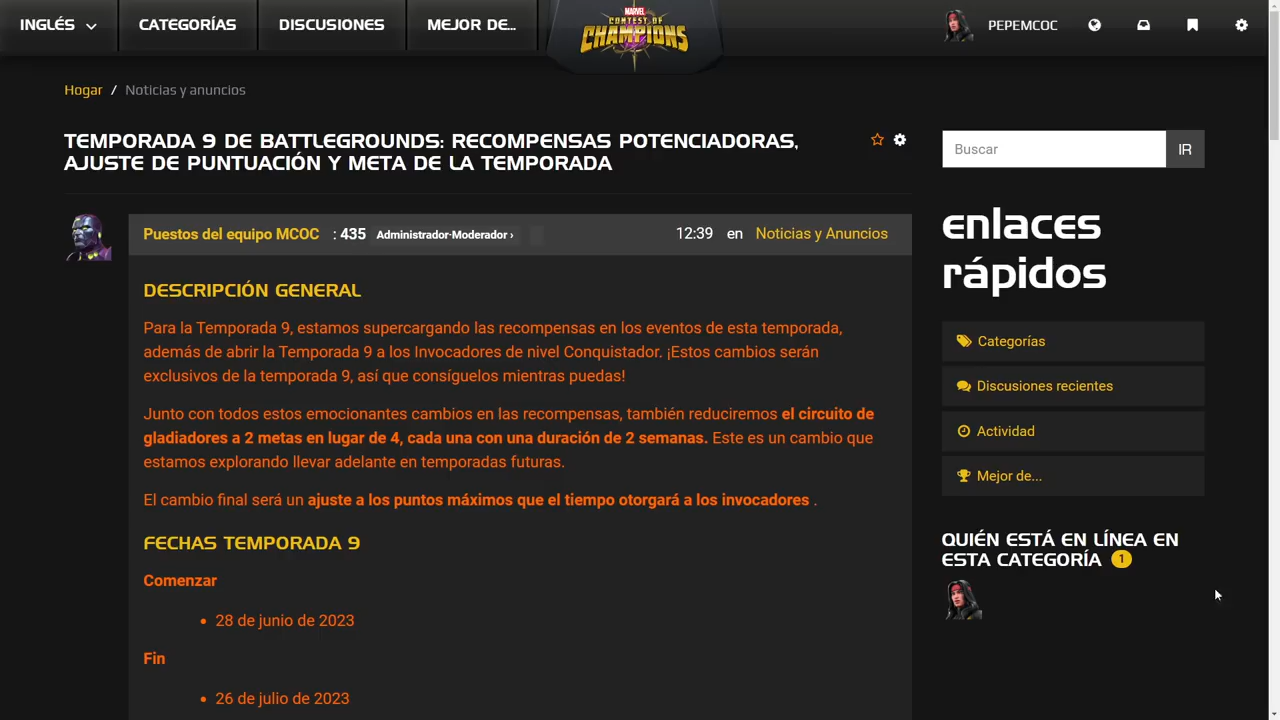 INGLÉS
CATEGORÍAS
DISCUSIONES
MEJOR DE...
MARVEL
CONTEST OF
CHAMPIONS
PEPEMCOC
Hogar / Noticias y anuncios
TEMPORADA 9 DE BATTLEGROUNDS: RECOMPENSAS POTENCIADORAS,
AJUSTE DE PUNTUACIÓN Y META DE LA TEMPORADA
Puestos del equipo MCOC : 435 Administrador-Moderador › 12:39 en Noticias y Anuncios
DESCRIPCIÓN GENERAL
Para la Temporada 9, estamos supercargando las recompensas en los eventos de esta temporada,
además de abrir la Temporada 9 a los Invocadores de nivel Conquistador. ¡Estos cambios serán
exclusivos de la temporada 9, así que consíguelos mientras puedas!
Junto con todos estos emocionantes cambios en las recompensas, también reduciremos el circuito de
gladiadores a 2 metas en lugar de 4, cada una con una duración de 2 semanas. Este es un cambio que
estamos explorando llevar adelante en temporadas futuras.
El cambio final será un ajuste a los puntos máximos que el tiempo otorgará a los invocadores .
FECHAS TEMPORADA 9
Comenzar
• 28 de junio de 2023
Fin
• 26 de julio de 2023
Buscar
IR
enlaces
rápidos
Categorías
Discusiones recientes
Actividad
Mejor de...
QUIÉN ESTÁ EN LÍNEA EN
ESTA CATEGORÍA 1